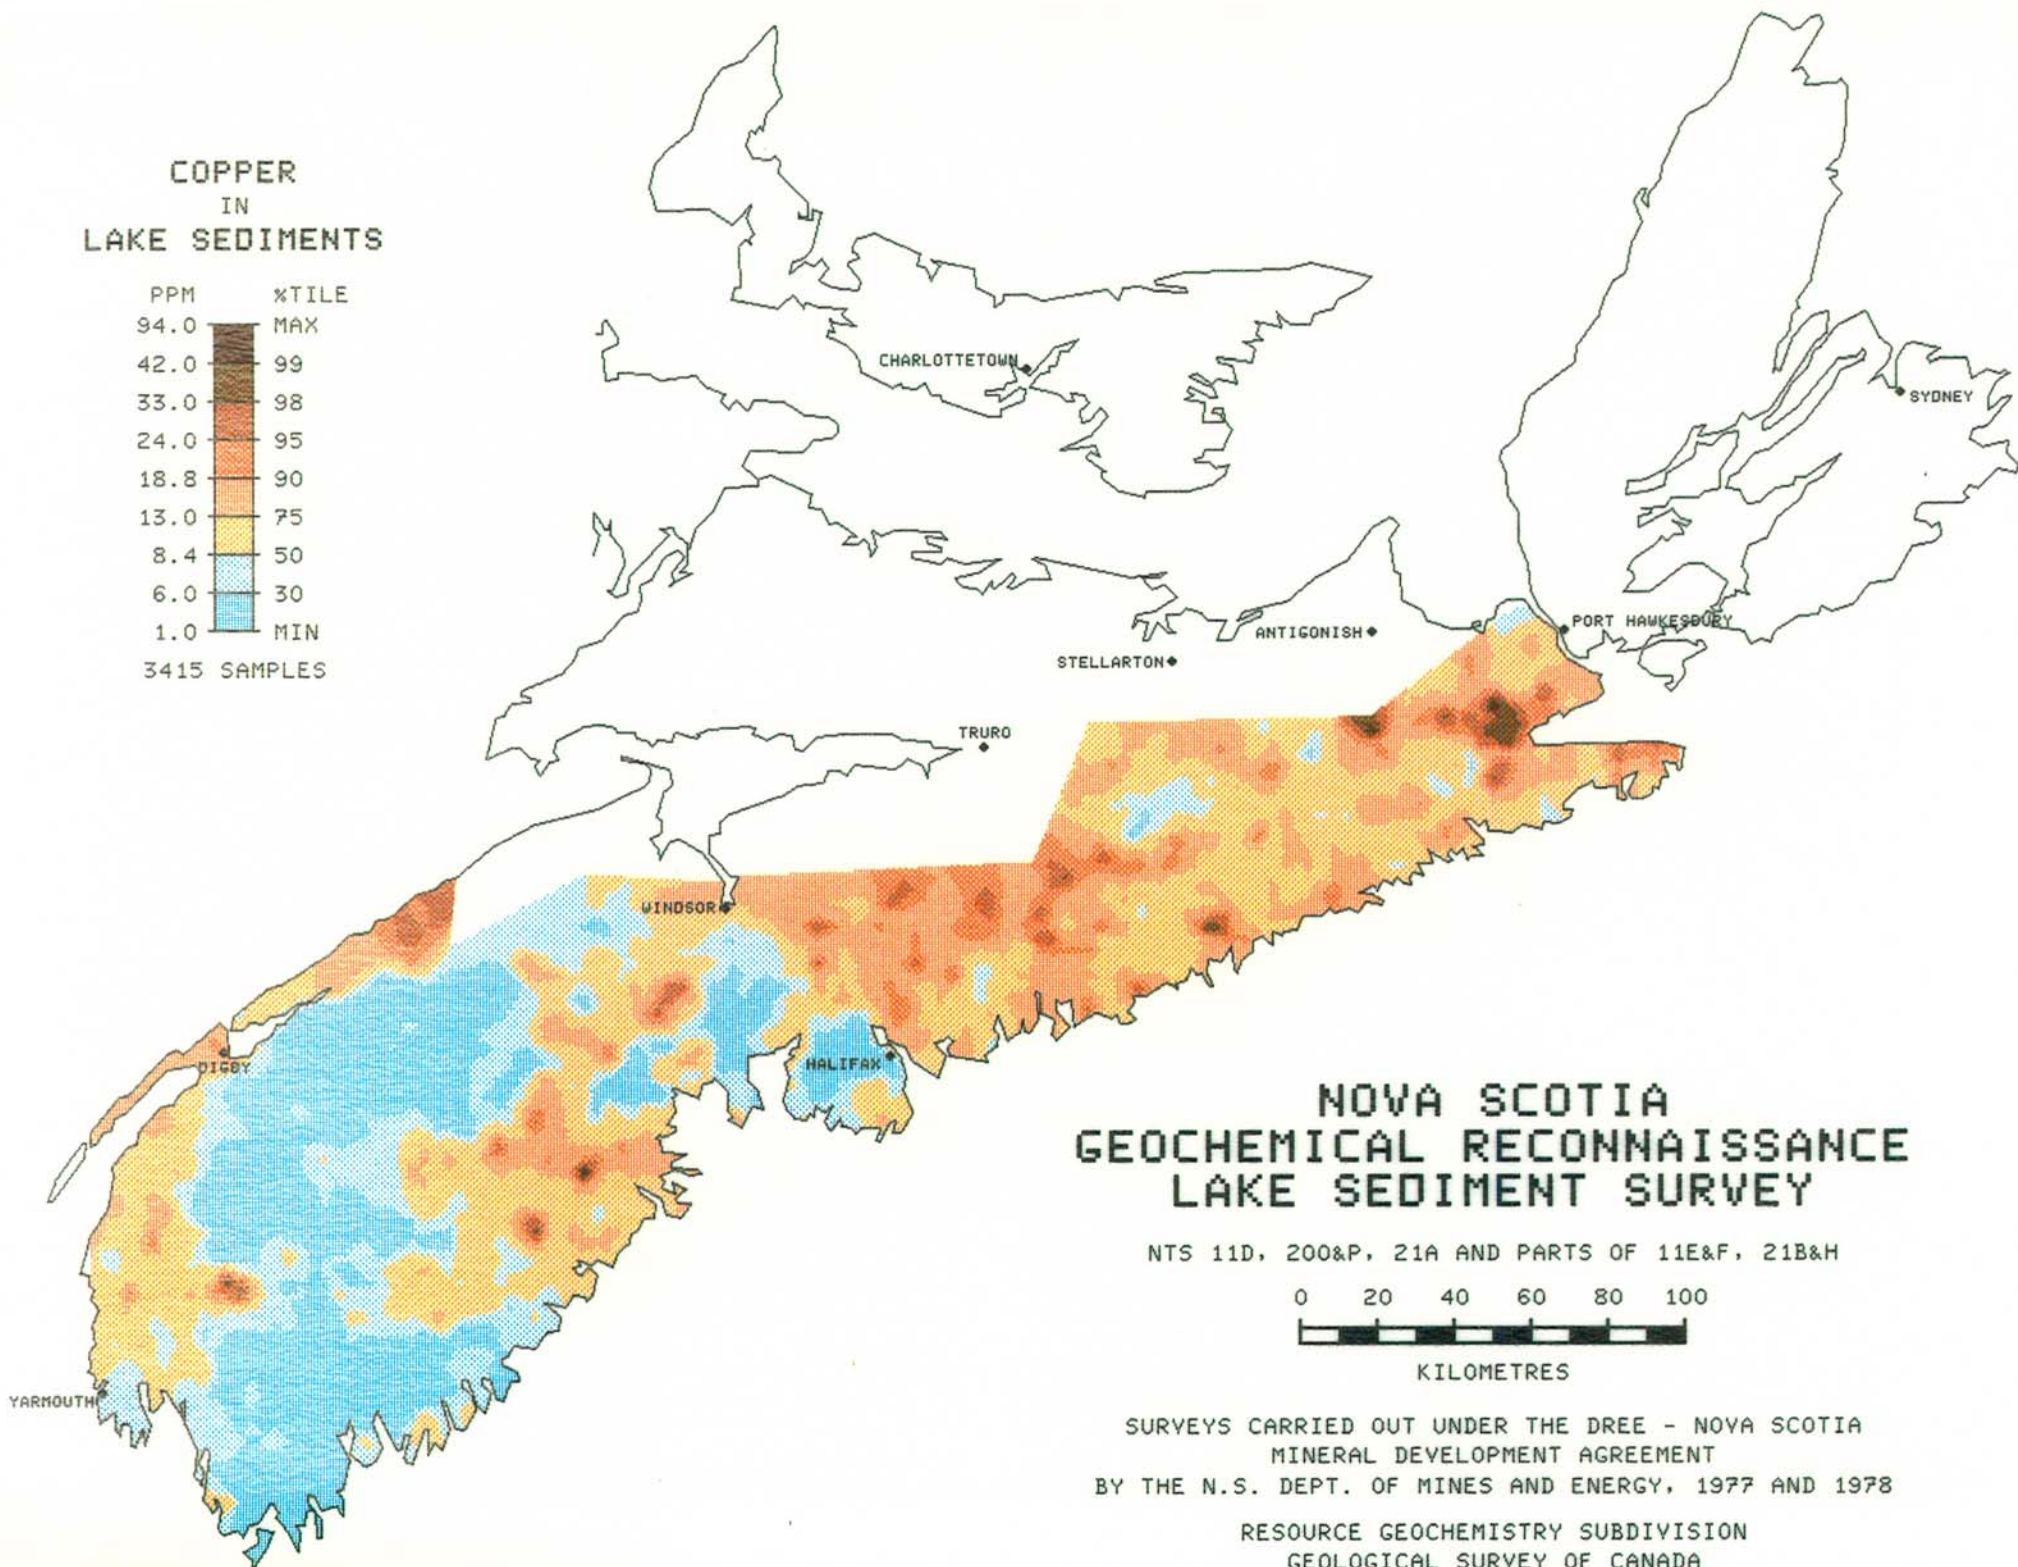 COPPER
IN
LAKE SEDIMENTS
PPM %TILE
94.0 MAX
42.0 99
33.0 98
24.0 95
18.8 90
13.0 75
8.4 50
6.0 30
1.0 MIN
3415 SAMPLES
CHARLOTTETOWN
SYDNEY
PORT HAWKESBURY
ANTIGONISH
STELLARTON
TRURO
WINDSOR
HALIFAX
DIGBY
YARMOUTH
NOVA SCOTIA
GEOCHEMICAL RECONNAISSANCE
LAKE SEDIMENT SURVEY
NTS 11D, 20O&P, 21A AND PARTS OF 11E&F, 21B&H
0 20 40 60 80 100
KILOMETRES
SURVEYS CARRIED OUT UNDER THE DREE - NOVA SCOTIA
MINERAL DEVELOPMENT AGREEMENT
BY THE N.S. DEPT. OF MINES AND ENERGY, 1977 AND 1978
RESOURCE GEOCHEMISTRY SUBDIVISION
GEOLOGICAL SURVEY OF CANADA